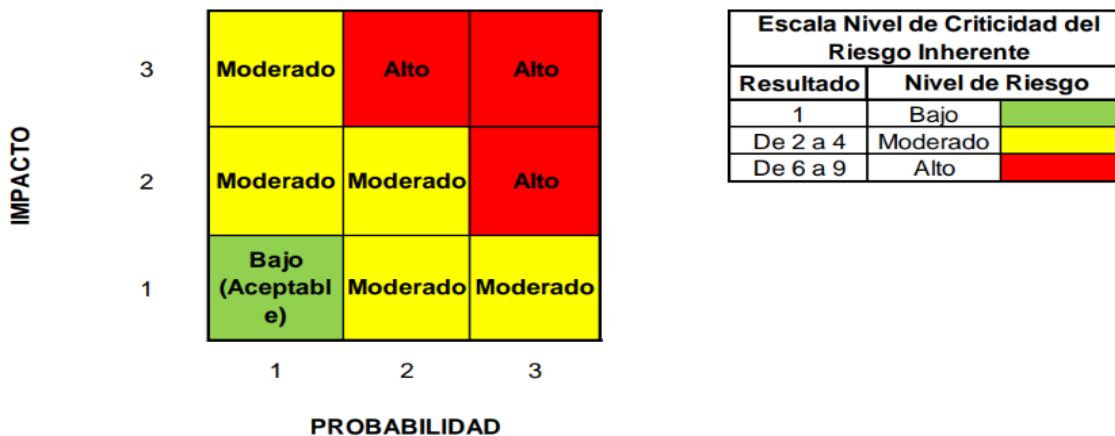 IMPACTO
3
Moderado
Alto
Alto
2
Moderado
Moderado
Alto
1
Bajo
(Aceptabl
e)
Moderado
Moderado
1
2
3
PROBABILIDAD
Escala Nivel de Criticidad del
Riesgo Inherente
Resultado
Nivel de Riesgo
1
Bajo
De 2 a 4
Moderado
De 6 a 9
Alto